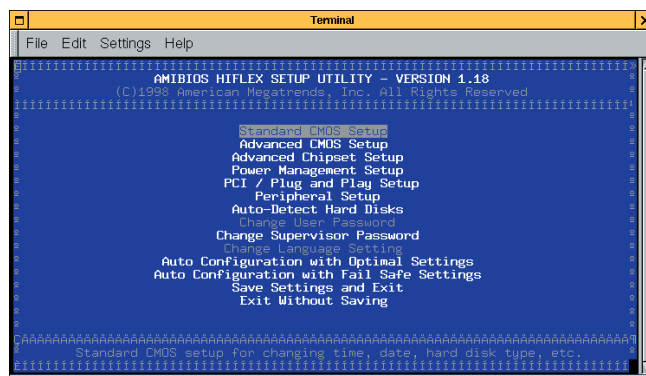 Terminal
File Edit Settings Help
AMIBIOS HIFLEX SETUP UTILITY - VERSION 1.18
(C)1998 American Megatrends, Inc. All Rights Reserved
Standard CMOS Setup
Advanced CMOS Setup
Advanced Chipset Setup
Power Management Setup
PCI / Plug and Play Setup
Peripheral Setup
Auto-Detect Hard Disks
Change User Password
Change Supervisor Password
Change Language Setting
Auto Configuration with Optimal Settings
Auto Configuration with Fail Safe Settings
Save Settings and Exit
Exit Without Saving
Standard CMOS setup for changing time, date, hard disk type, etc.